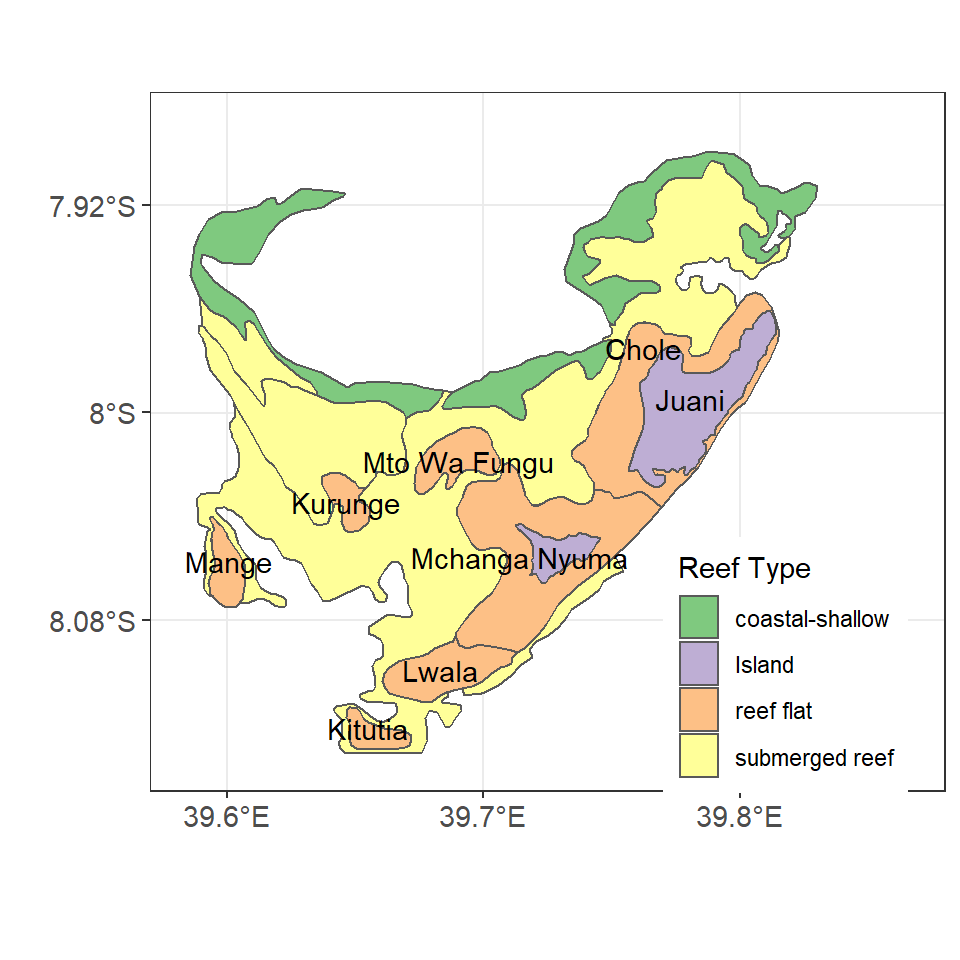 7.92°S
8°S
8.08°S
39.6°E
39.7°E
39.8°E
Chole
Juani
Mto Wa Fungu
Kurunge
Mchanga Nyuma
Mange
Lwala
Kitutia
Reef Type
coastal-shallow
Island
reef flat
submerged reef